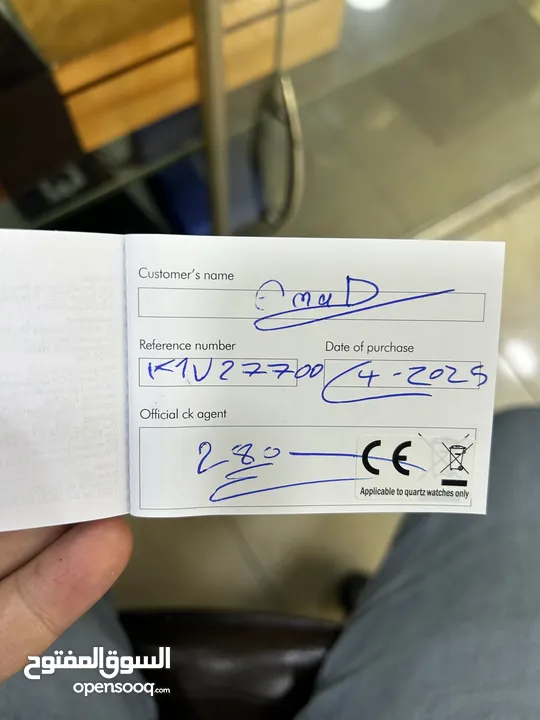 Customer's name
EmaD
Reference number
Date of purchase
K1V27700
4-2025
Official ck agent
280
CE
Applicable to quartz watches only
السوق المفتوح
opensooq.com